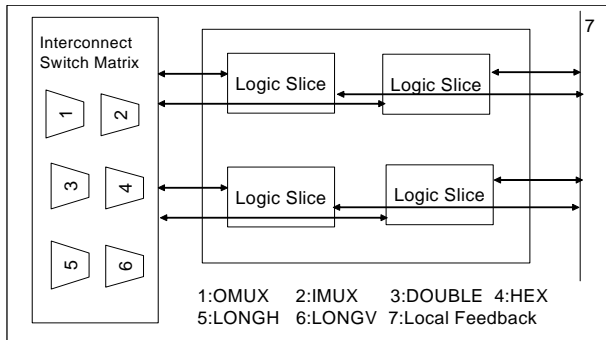 7
Interconnect
Switch Matrix
Logic Slice
Logic Slice
1
2
3
4
Logic Slice
Logic Slice
5
6
1:OMUX 2:IMUX 3:DOUBLE 4:HEX
5:LONGH 6:LONGV 7:Local Feedback